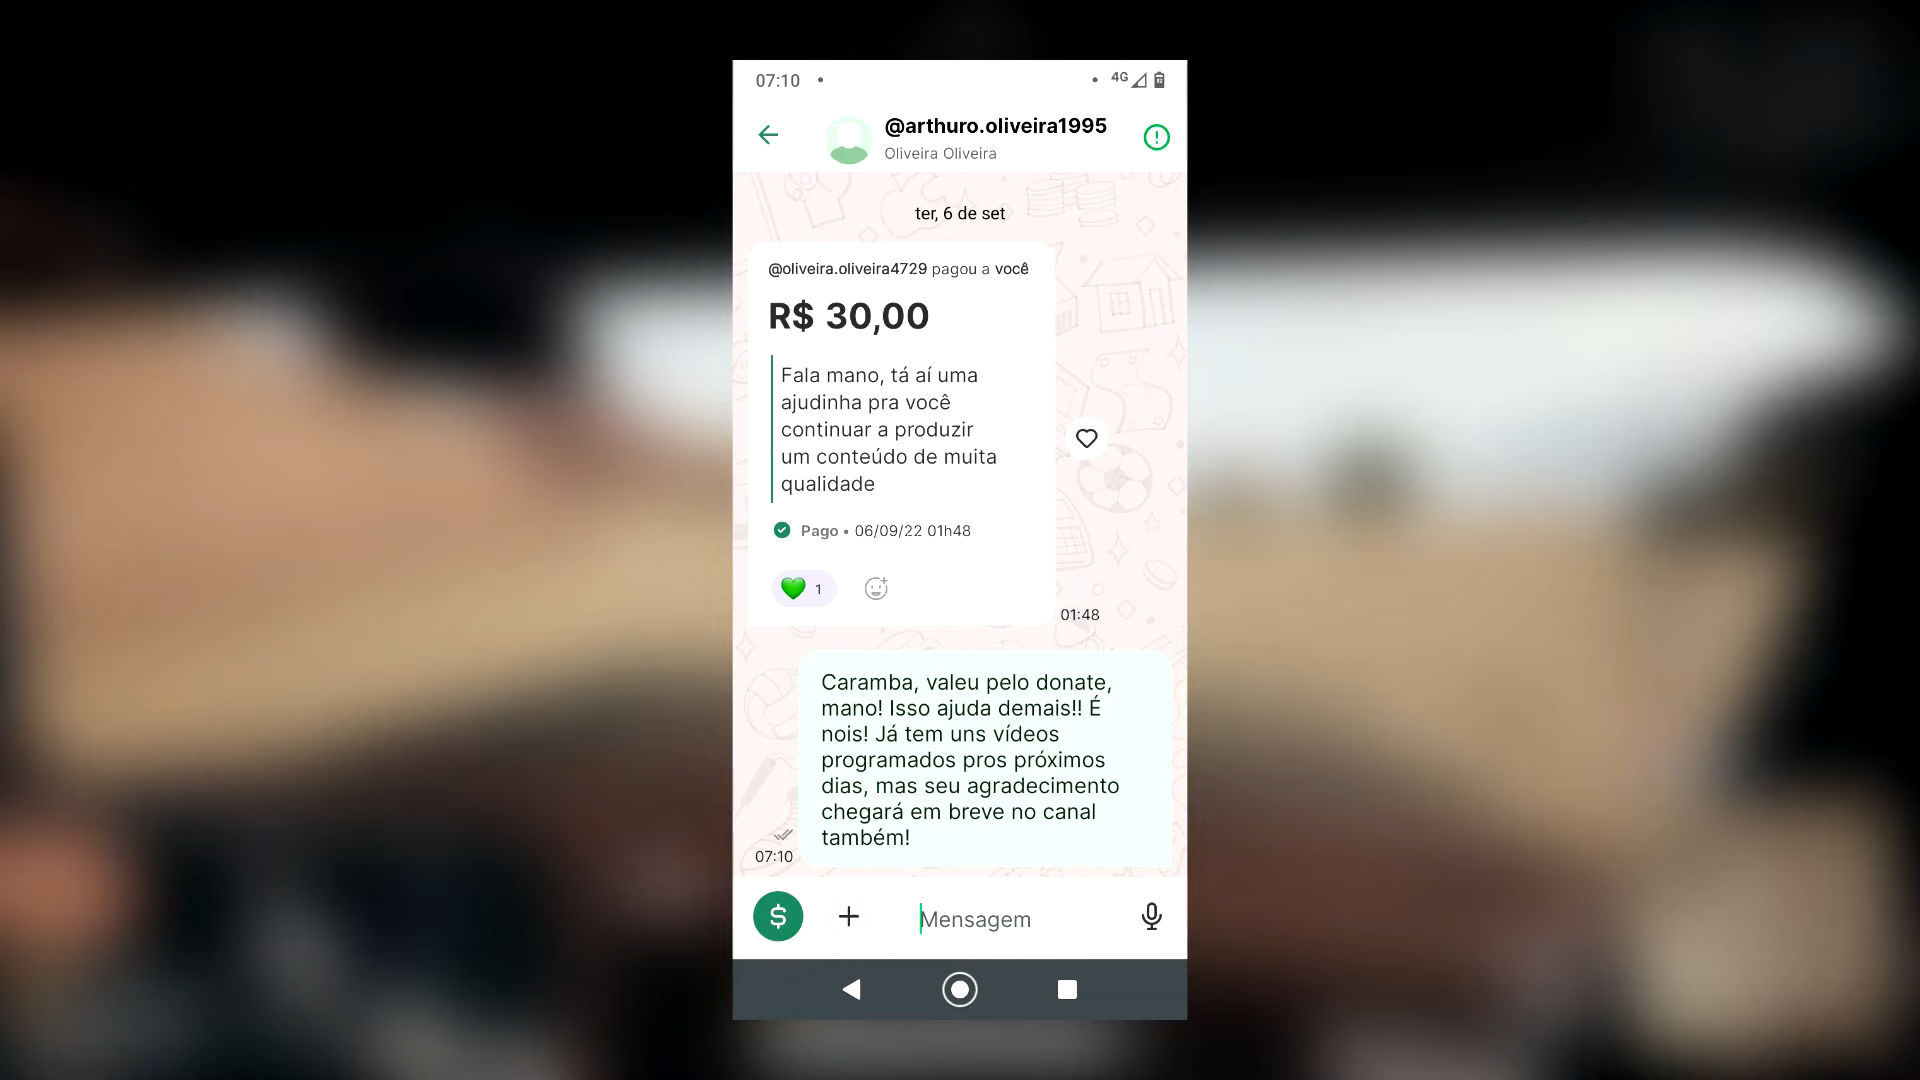 07:10
4G
@arthuro.oliveira1995
Oliveira Oliveira
ter, 6 de set
@oliveira.oliveira4729 pagou a você
R$ 30,00
Fala mano, tá aí uma
ajudinha pra você
continuar a produzir
um conteúdo de muita
qualidade
Pago • 06/09/22 01h48
💚 1
01:48
Caramba, valeu pelo donate,
mano! Isso ajuda demais!! É
nois! Já tem uns vídeos
programados pros próximos
dias, mas seu agradecimento
chegará em breve no canal
também!
07:10
$ + Mensagem